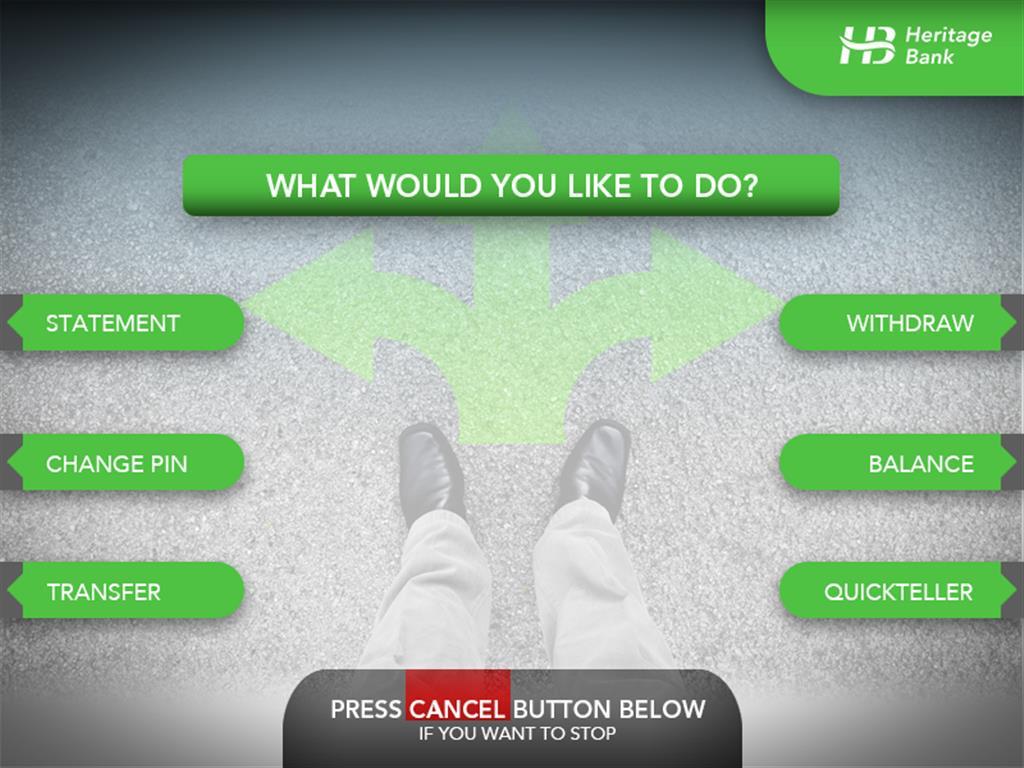 HB Heritage
Bank
WHAT WOULD YOU LIKE TO DO?
STATEMENT
WITHDRAW
CHANGE PIN
BALANCE
TRANSFER
QUICKTELLER
PRESS CANCEL BUTTON BELOW
IF YOU WANT TO STOP